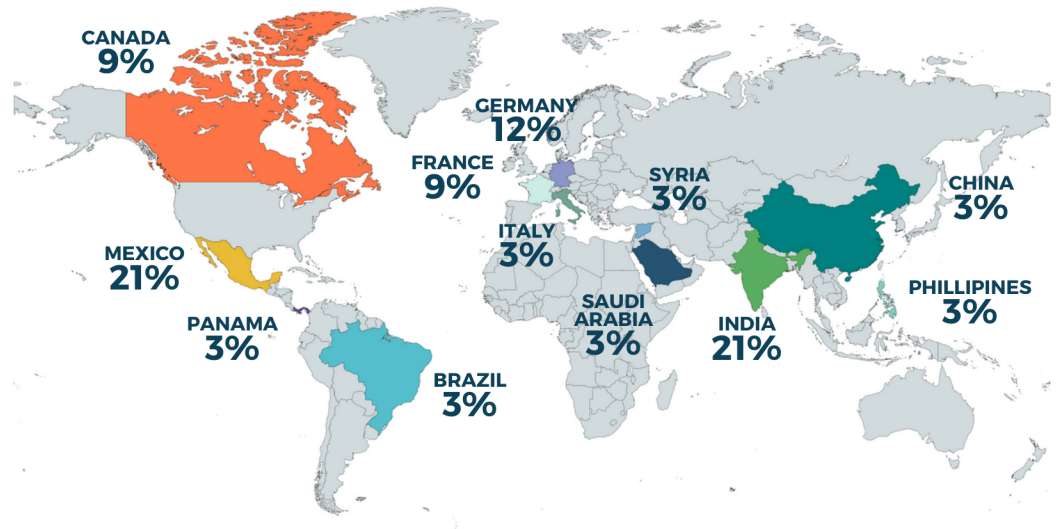 CANADA
9%
GERMANY
12%
FRANCE
9%
SYRIA
3%
CHINA
3%
ITALY
3%
MEXICO
21%
PHILLIPINES
3%
SAUDI
ARABIA
3%
INDIA
21%
PANAMA
3%
BRAZIL
3%